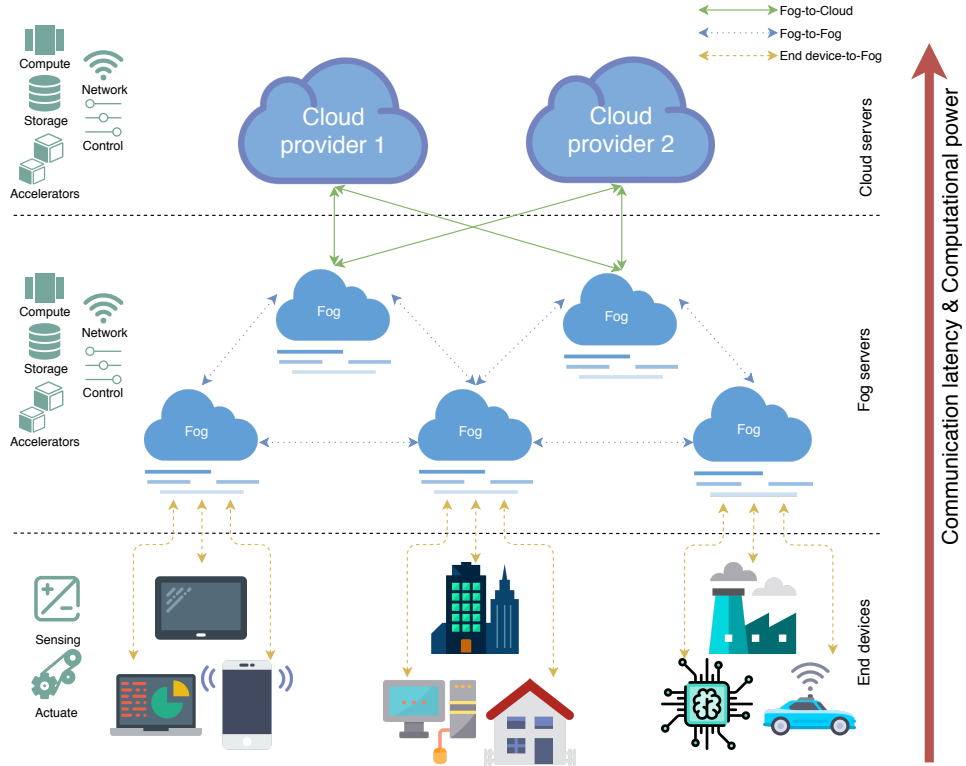 Fog-to-Cloud
Fog-to-Fog
End device-to-Fog
Compute
Network
Storage
Control
Accelerators
Cloud
provider 1
Cloud
provider 2
Cloud servers
Communication latency & Computational power
Compute
Network
Storage
Control
Accelerators
Fog
Fog
Fog
Fog
Fog
Fog servers
Sensing
Actuate
End devices